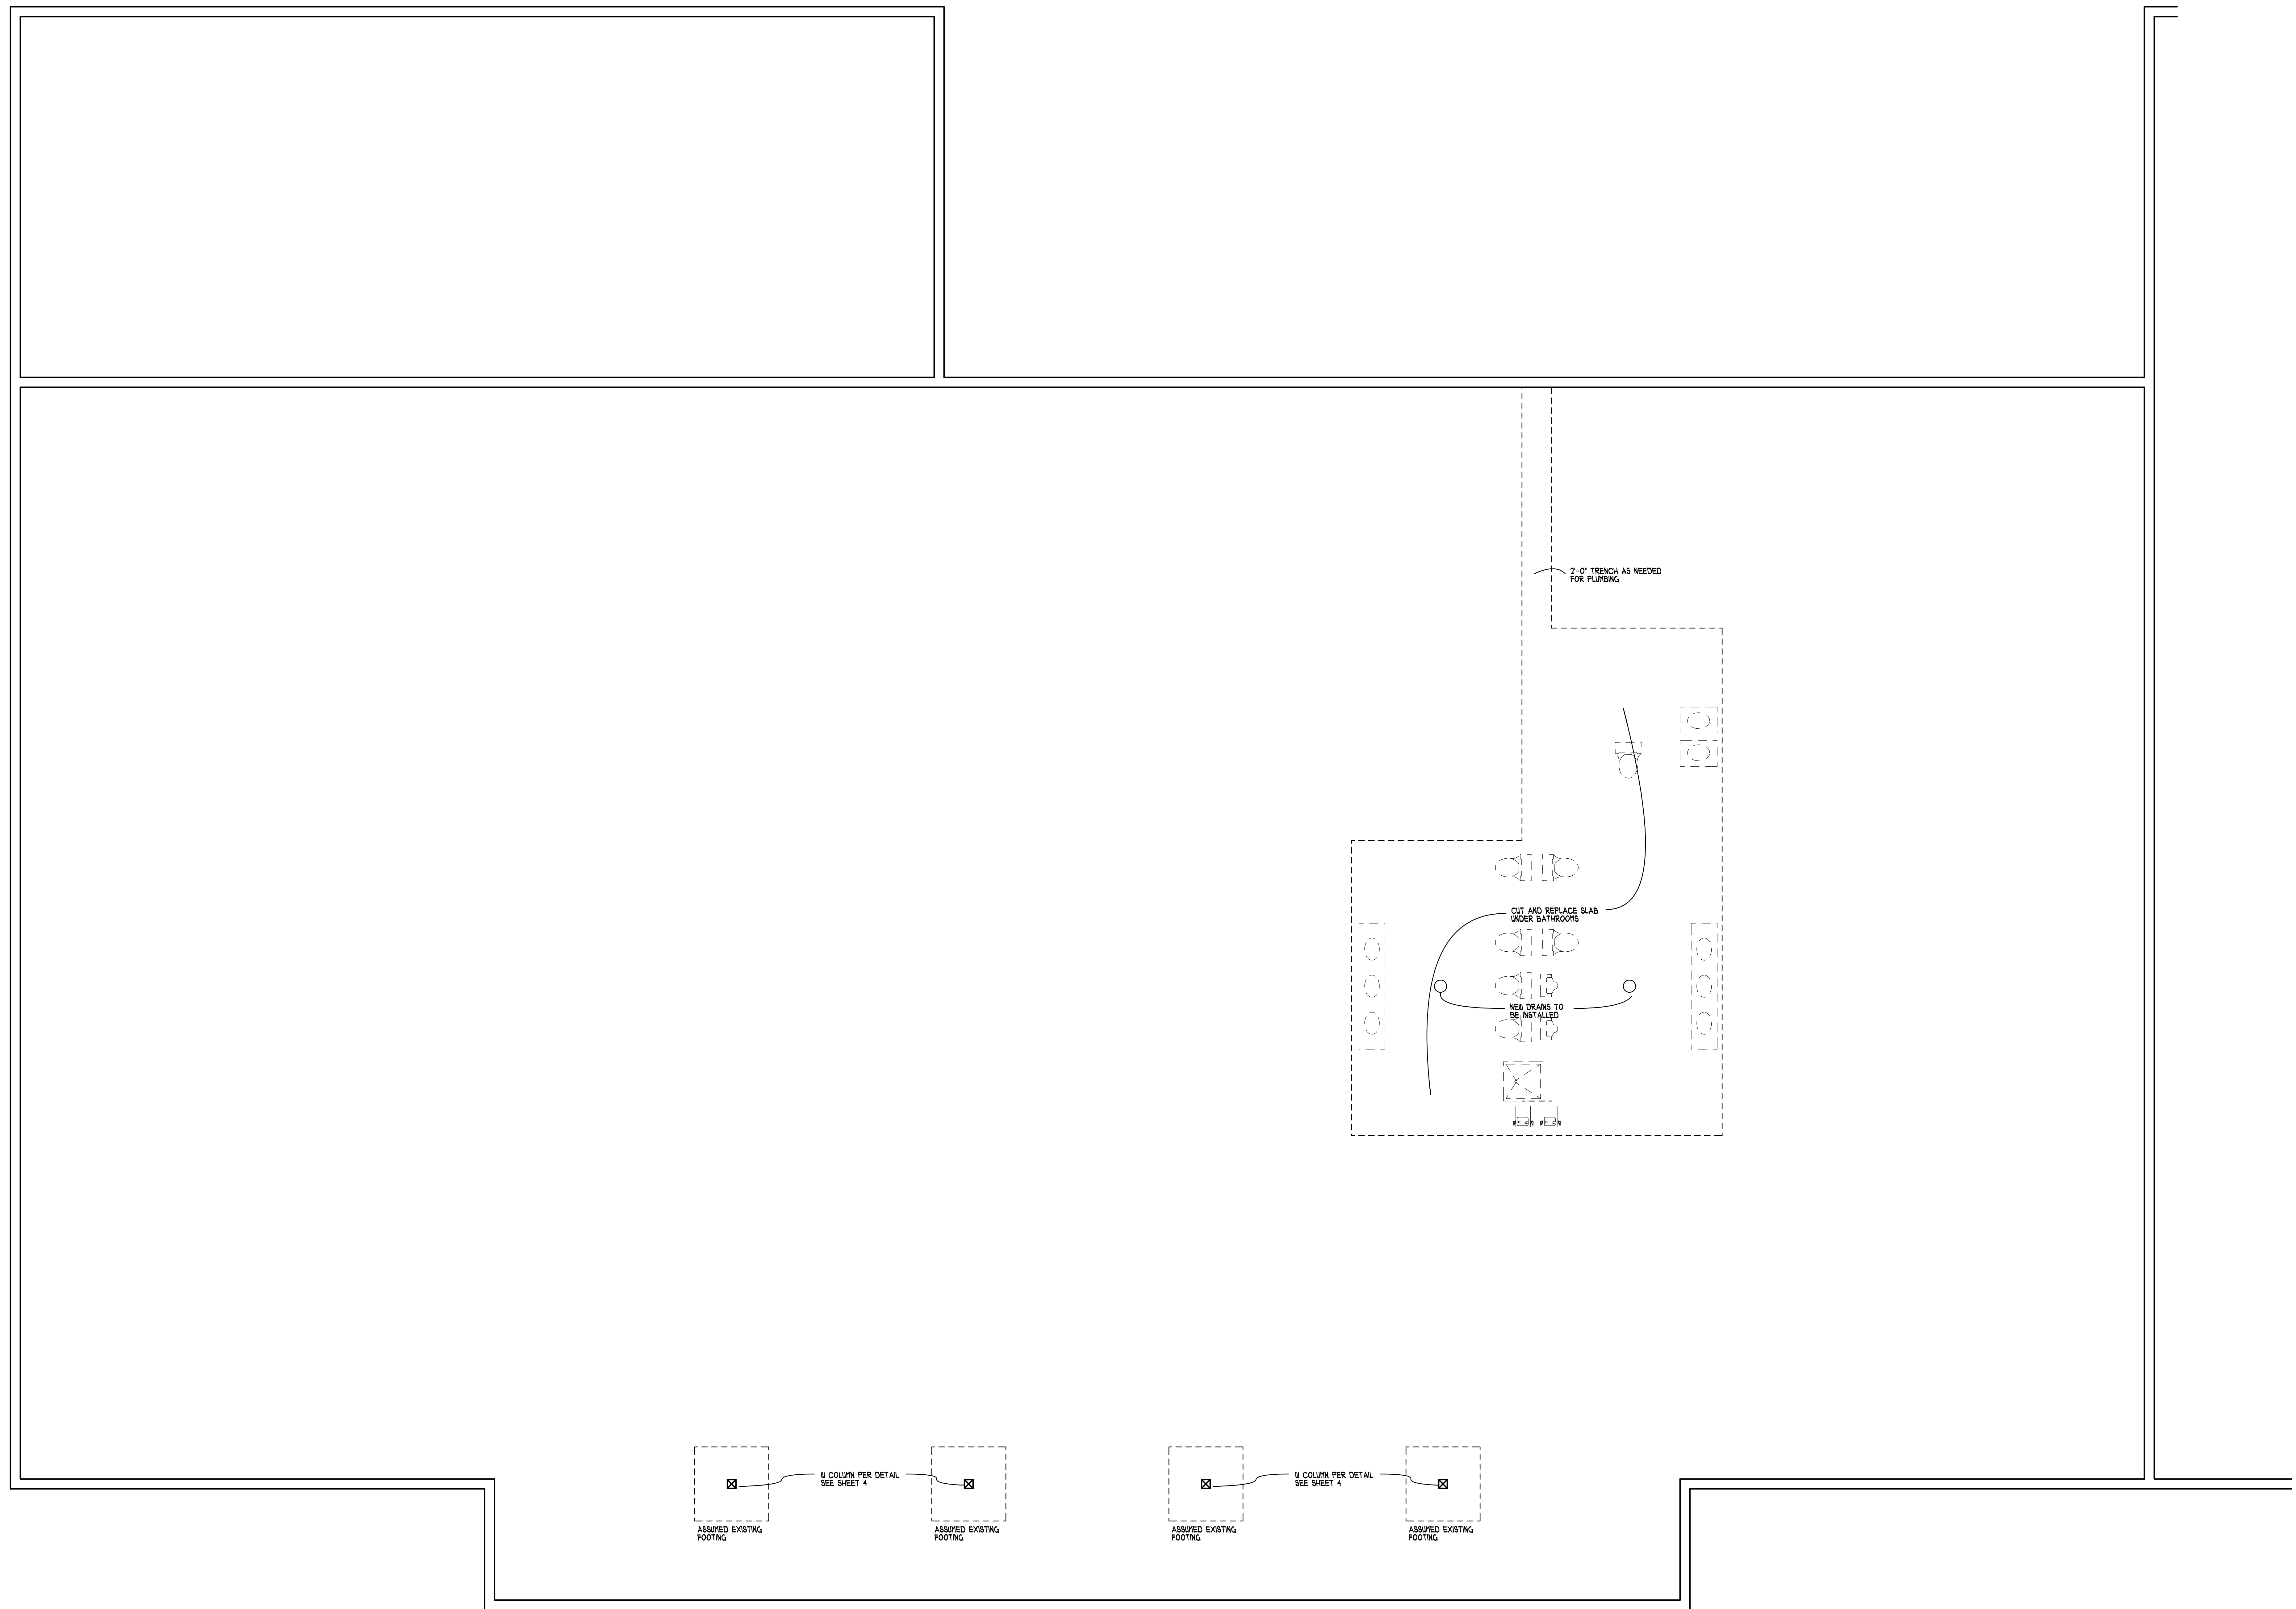 2'-0" TRENCH AS NEEDED
FOR PLUMBING
CUT AND REPLACE SLAB
UNDER BATHROOMS
NEW DRAINS TO
BE INSTALLED
W COLUMN PER DETAIL
SEE SHEET 4
W COLUMN PER DETAIL
SEE SHEET 4
ASSUMED EXISTING
FOOTING
ASSUMED EXISTING
FOOTING
ASSUMED EXISTING
FOOTING
ASSUMED EXISTING
FOOTING